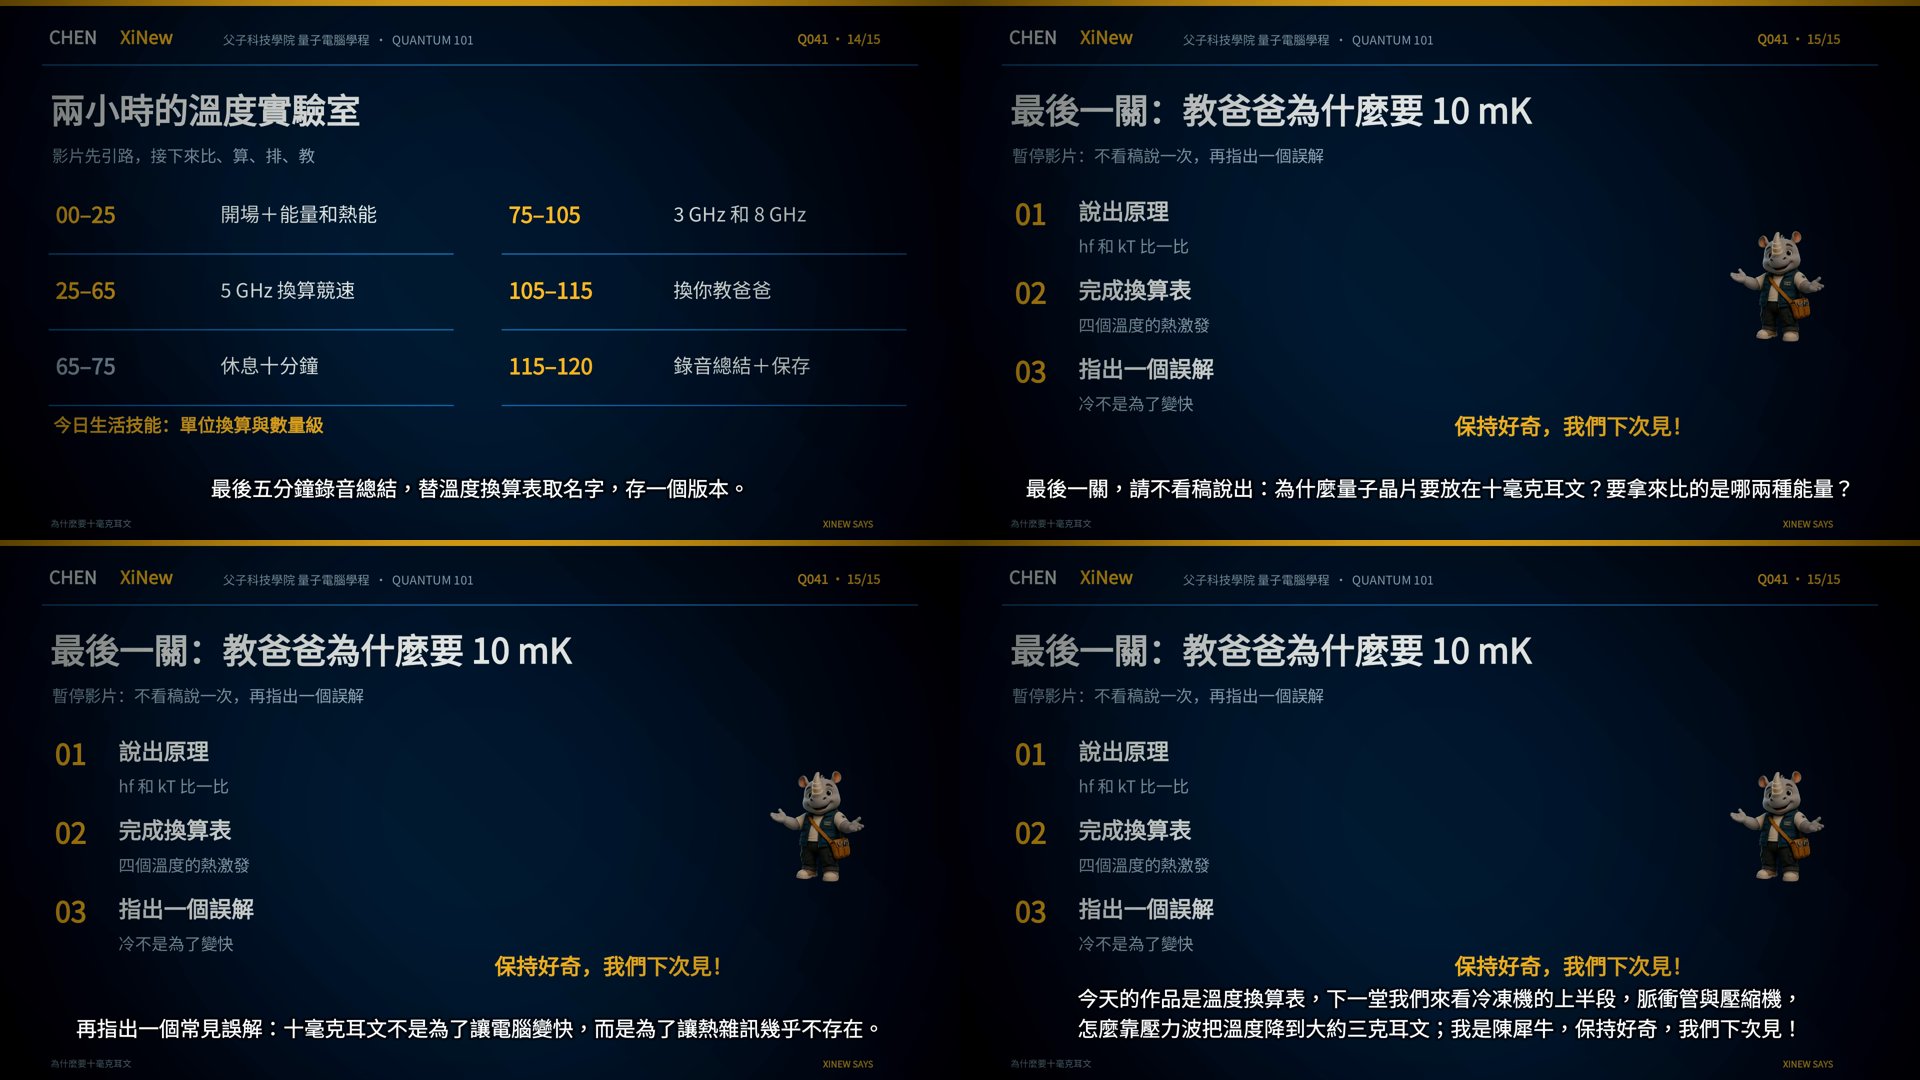 CHEN XiNew 父子科技學院 量子電腦學程 · QUANTUM 101 Q041 · 14/15
兩小時的溫度實驗室
影片先引路，接下來比、算、排、教
00–25 開場＋能量和熱能
25–65 5 GHz 換算競速
65–75 休息十分鐘
75–105 3 GHz 和 8 GHz
105–115 換你教爸爸
115–120 錄音總結＋保存
今日生活技能：單位換算與數量級
最後五分鐘錄音總結，替溫度換算表取名字，存一個版本。
為什麼要十毫克耳文 XINEW SAYS
CHEN XiNew 父子科技學院 量子電腦學程 · QUANTUM 101 Q041 · 15/15
最後一關：教爸爸為什麼要 10 mK
暫停影片：不看稿說一次，再指出一個誤解
01 說出原理
hf 和 kT 比一比
02 完成換算表
四個溫度的熱激發
03 指出一個誤解
冷不是為了變快
保持好奇，我們下次見！
最後一關，請不看稿說出：為什麼量子晶片要放在十毫克耳文？要拿來比的是哪兩種能量？
為什麼要十毫克耳文 XINEW SAYS
CHEN XiNew 父子科技學院 量子電腦學程 · QUANTUM 101 Q041 · 15/15
最後一關：教爸爸為什麼要 10 mK
暫停影片：不看稿說一次，再指出一個誤解
01 說出原理
hf 和 kT 比一比
02 完成換算表
四個溫度的熱激發
03 指出一個誤解
冷不是為了變快
保持好奇，我們下次見！
再指出一個常見誤解：十毫克耳文不是為了讓電腦變快，而是為了讓熱雜訊幾乎不存在。
為什麼要十毫克耳文 XINEW SAYS
CHEN XiNew 父子科技學院 量子電腦學程 · QUANTUM 101 Q041 · 15/15
最後一關：教爸爸為什麼要 10 mK
暫停影片：不看稿說一次，再指出一個誤解
01 說出原理
hf 和 kT 比一比
02 完成換算表
四個溫度的熱激發
03 指出一個誤解
冷不是為了變快
保持好奇，我們下次見！
今天的作品是溫度換算表，下一堂我們來看冷凍機的上半段，脈衝管與壓縮機，
怎麼靠壓力波把溫度降到大約三克耳文；我是陳犀牛，保持好奇，我們下次見！
為什麼要十毫克耳文 XINEW SAYS